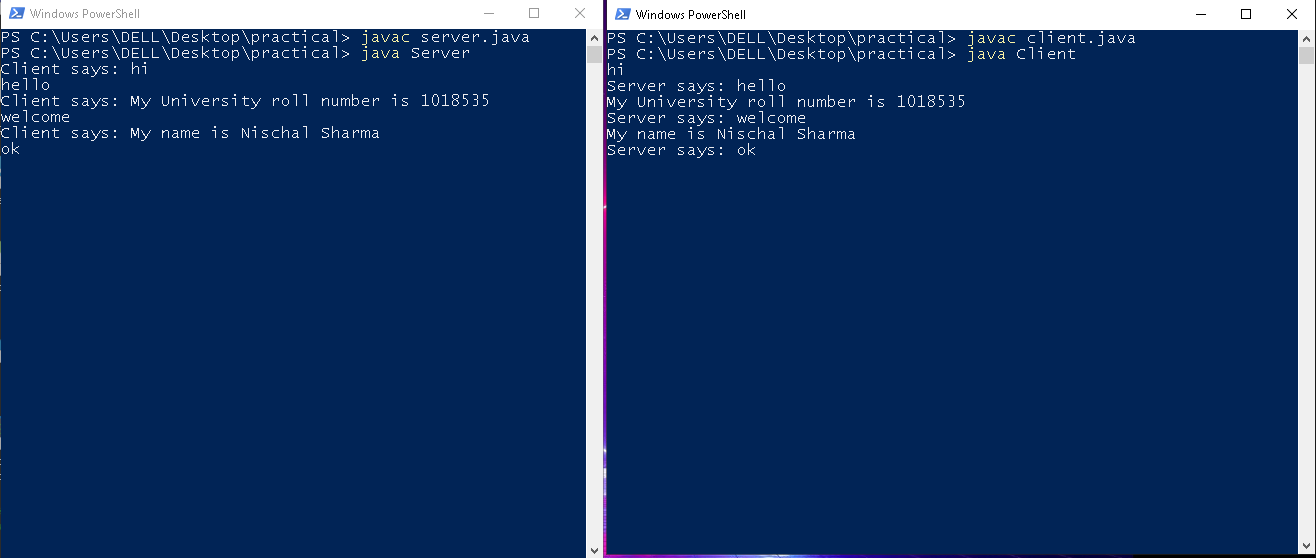 Windows PowerShell
PS C:\Users\DELL\Desktop\practical> javac server.java
PS C:\Users\DELL\Desktop\practical> java Server
Client says: hi
hello
Client says: My University roll number is 1018535
welcome
Client says: My name is Nischal Sharma
ok
Windows PowerShell
PS C:\Users\DELL\Desktop\practical> javac client.java
PS C:\Users\DELL\Desktop\practical> java Client
hi
Server says: hello
My University roll number is 1018535
Server says: welcome
My name is Nischal Sharma
Server says: ok